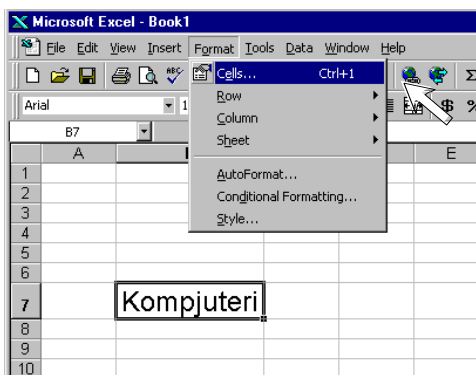 Microsoft Excel - Book1
File Edit View Insert Format Tools Data Window Help
Cells... Ctrl+1
Arial 1 $ %
Row
Column
B7
Sheet
A E
1 AutoFormat...
2 Conditional Formatting...
3 Style...
4
5
6
7 Kompjuteri
8
9
10